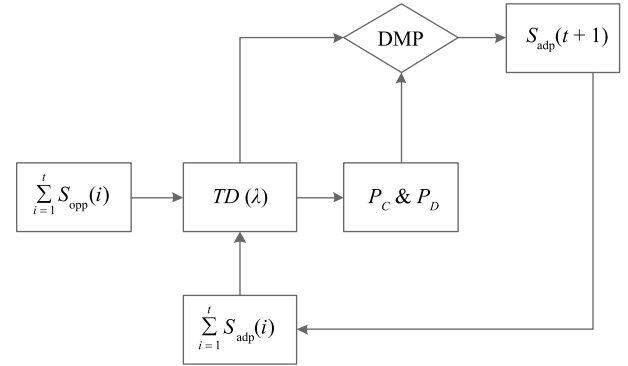 DMP
S_adp(t + 1)
∑_{i = 1}^{t} S_opp(i)
TD (λ)
P_C & P_D
∑_{i = 1}^{t} S_adp(i)